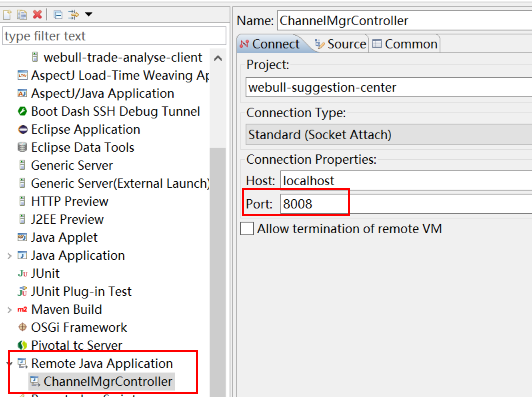 type filter text
webull-trade-analyse-client
AspectJ Load-Time Weaving Ap
AspectJ/Java Application
Boot Dash SSH Debug Tunnel
Eclipse Application
Eclipse Data Tools
Generic Server
Generic Server(External Launch)
HTTP Preview
J2EE Preview
Java Applet
Java Application
JUnit
JUnit Plug-in Test
Maven Build
OSGi Framework
Pivotal tc Server
Remote Java Application
ChannelMgrController
Name: ChannelMgrController
Connect Source Common
Project:
webull-suggestion-center
Connection Type:
Standard (Socket Attach)
Connection Properties:
Host: localhost
Port: 8008
Allow termination of remote VM